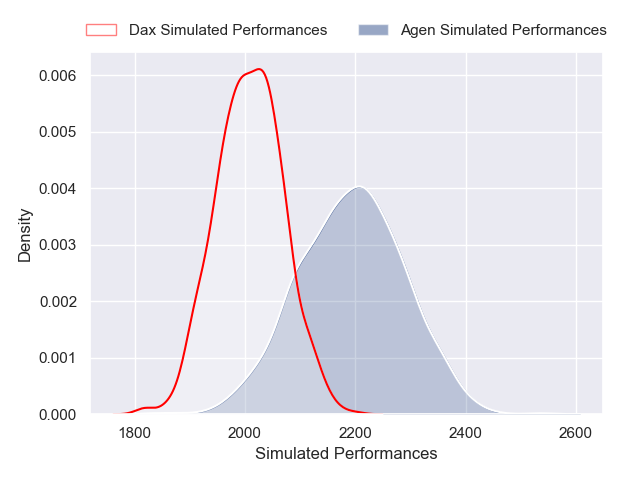 Dax Simulated Performances Agen Simulated Performances
0.006
0.005
0.004
0.003
0.002
0.001
0.000
Density
1800 2000 2200 2400 2600
Simulated Performances